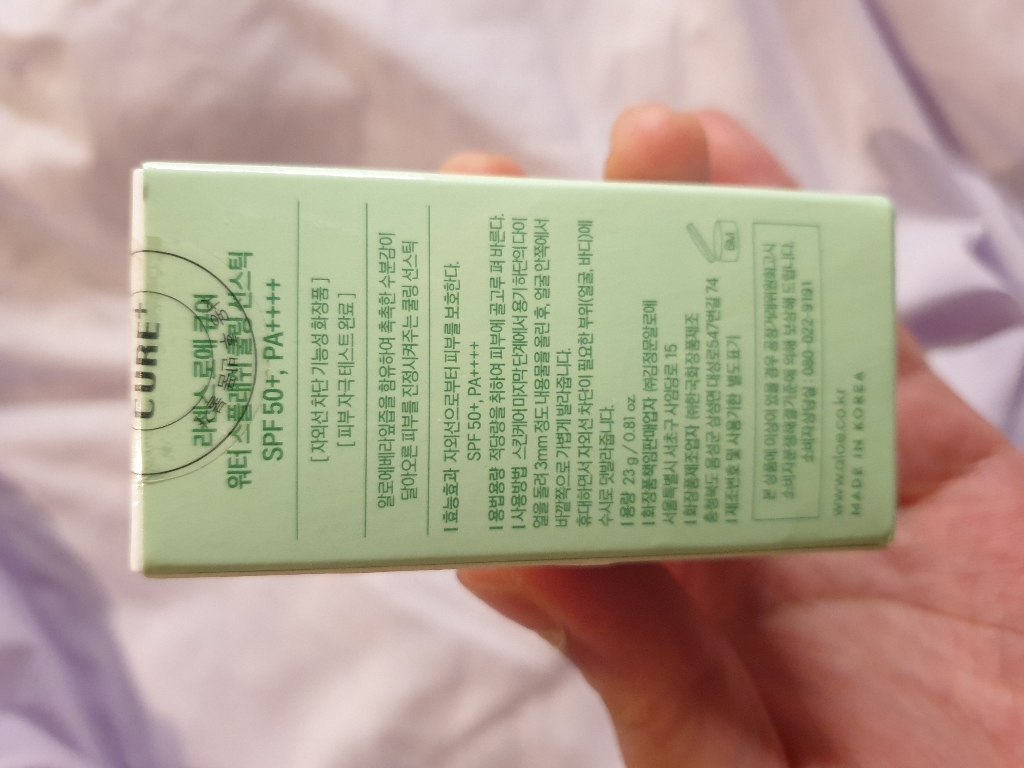 CURE+
라센스 로에 큐어
워터 스플래쉬 쿨링 선스틱
SPF 50+, PA++++
[ 자외선 차단 기능성 화장품 ]
[ 피부 자극 테스트 완료 ]
알로에베라잎즙을 함유하여 촉촉한 수분감이
달아오른 피부를 진정시켜주는 쿨링 선스틱
| 효능효과 자외선으로부터 피부를 보호한다.
SPF 50+, PA++++
| 용법용량 적당량을 취하여 피부에 골고루 펴 바른다.
| 사용방법 스킨케어 마지막 단계에서 용기 하단의 다이
얼을 돌려 3mm 정도 내용물을 올린 후, 얼굴 안쪽에서
바깥쪽으로 가볍게 발라줍니다.
휴대하면서 자외선 차단이 필요한 부위(얼굴, 바디)에
수시로 덧발라줍니다.
| 용량 23 g / 0.81 oz
| 화장품책임판매업자 ㈜김정문알로에
서울특별시 서초구 사임당로 15
| 화장품제조업자 ㈜한국화장품제조
충청북도 음성군 삼성면 대성로547번길 74
| 제조번호 및 사용기한 별도표기
본 상품에 이상이 있을 경우 공정거래위원회고시
소비자분쟁해결기준에 의해 보상해 드립니다.
소비자상담실 : 080-022-9191
www.aloe.co.kr
MADE IN KOREA